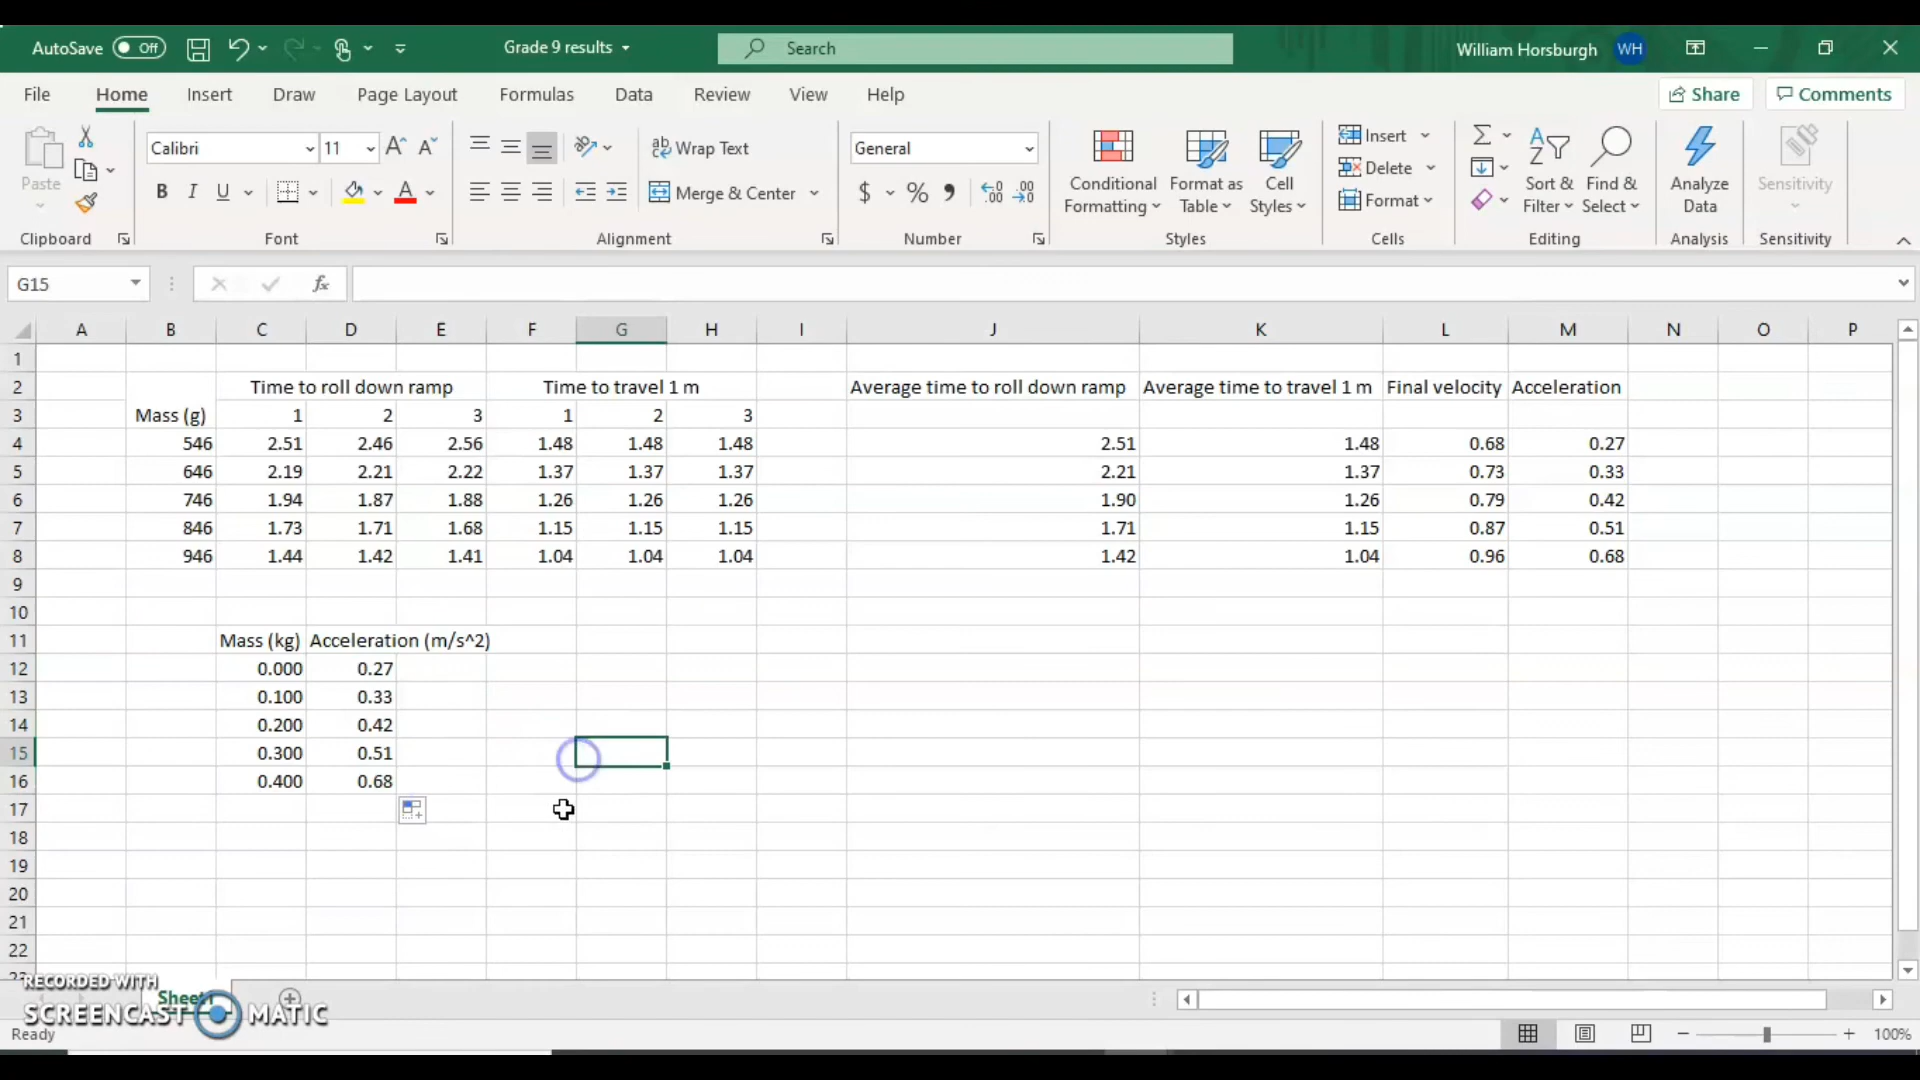 AutoSave Off Grade 9 results Search William Horsburgh WH
File Home Insert Draw Page Layout Formulas Data Review View Help Share Comments
Calibri 11 A^ Aˇ ab Wrap Text General Insert
Paste B I U A Merge & Center $ % , .00 Conditional Formatting Format as Table Cell Styles Delete Format Sort & Filter Find & Select Analyze Data Sensitivity
Clipboard Font Alignment Number Styles Cells Editing Analysis Sensitivity
G15 fx
A B C D E F G H I J K L M N O P
1
2 Time to roll down ramp Time to travel 1 m Average time to roll down ramp Average time to travel 1 m Final velocity Acceleration
3 Mass (g) 1 2 3 1 2 3
4 546 2.51 2.46 2.56 1.48 1.48 1.48 2.51 1.48 0.68 0.27
5 646 2.19 2.21 2.22 1.37 1.37 1.37 2.21 1.37 0.73 0.33
6 746 1.94 1.87 1.88 1.26 1.26 1.26 1.90 1.26 0.79 0.42
7 846 1.73 1.71 1.68 1.15 1.15 1.15 1.71 1.15 0.87 0.51
8 946 1.44 1.42 1.41 1.04 1.04 1.04 1.42 1.04 0.96 0.68
9
10
11 Mass (kg) Acceleration (m/s^2)
12 0.000 0.27
13 0.100 0.33
14 0.200 0.42
15 0.300 0.51
16 0.400 0.68
17
18
19
20
21
22
RECORDED WITH
Sheet1
SCREENCAST MATIC
Ready 100%